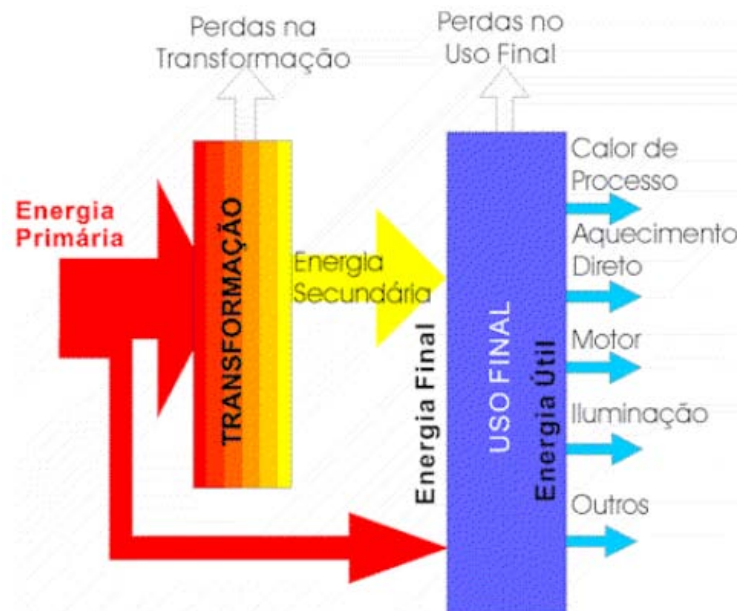 Perdas na
Transformação
Perdas no
Uso Final
Energia
Primária
TRANSFORMAÇÃO
Energia
Secundária
Energia Final
USO FINAL
Energia Útil
Calor de
Processo
Aquecimento
Direto
Motor
Iluminação
Outros